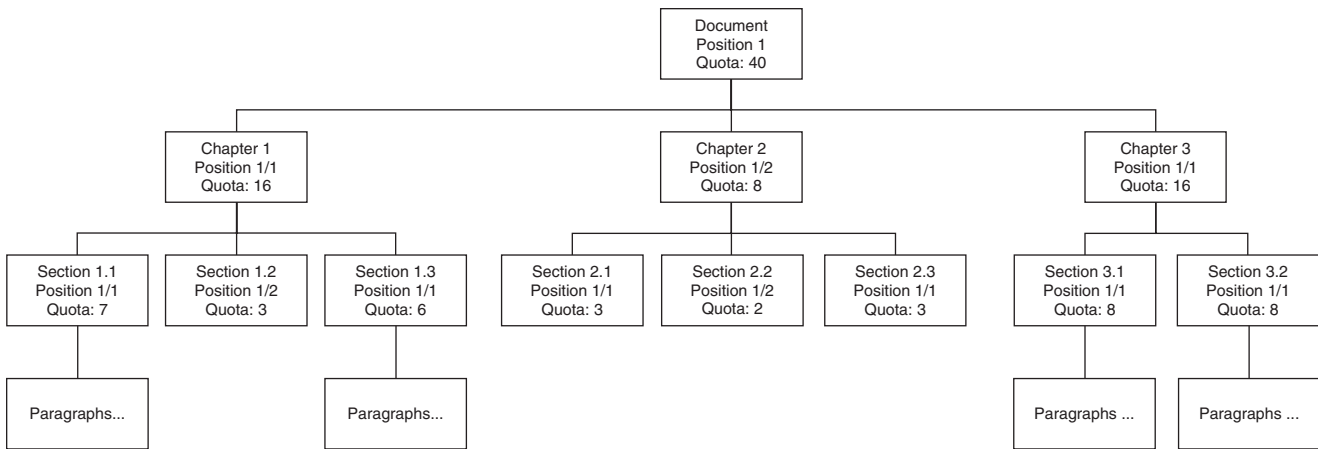 Document
Position 1
Quota: 40
Chapter 1
Position 1/1
Quota: 16
Chapter 2
Position 1/2
Quota: 8
Chapter 3
Position 1/1
Quota: 16
Section 1.1
Position 1/1
Quota: 7
Section 1.2
Position 1/2
Quota: 3
Section 1.3
Position 1/1
Quota: 6
Section 2.1
Position 1/1
Quota: 3
Section 2.2
Position 1/2
Quota: 2
Section 2.3
Position 1/1
Quota: 3
Section 3.1
Position 1/1
Quota: 8
Section 3.2
Position 1/1
Quota: 8
Paragraphs...
Paragraphs...
Paragraphs ...
Paragraphs ...